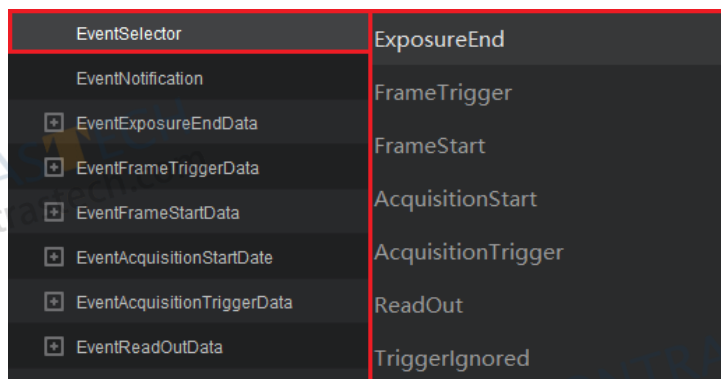 EventSelector
EventNotification
EventExposureEndData
EventFrameTriggerData
EventFrameStartData
EventAcquisitionStartDate
EventAcquisitionTriggerData
EventReadOutData
ExposureEnd
FrameTrigger
FrameStart
AcquisitionStart
AcquisitionTrigger
ReadOut
TriggerIgnored